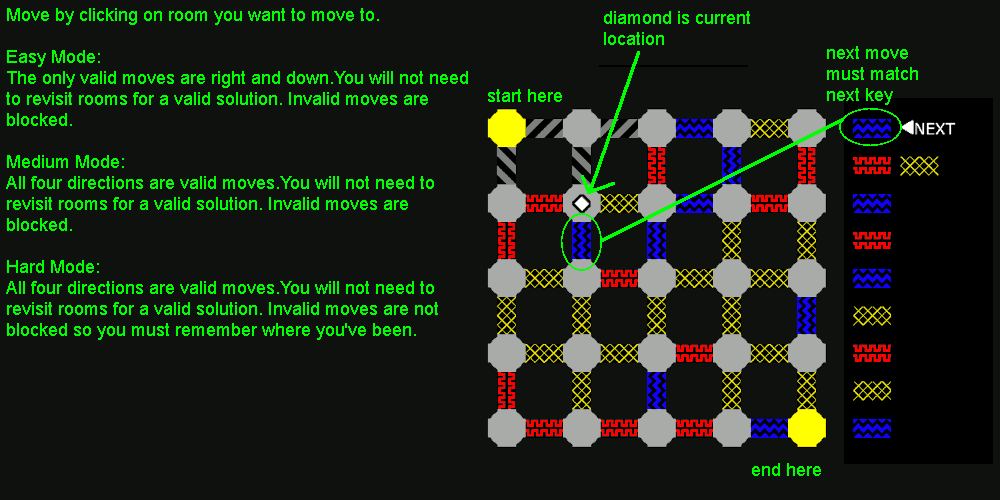 Move by clicking on room you want to move to.
Easy Mode:
The only valid moves are right and down.You will not need
to revisit rooms for a valid solution. Invalid moves are
blocked.
Medium Mode:
All four directions are valid moves.You will not need to
revisit rooms for a valid solution. Invalid moves are
blocked.
Hard Mode:
All four directions are valid moves.You will not need to
revisit rooms for a valid solution. Invalid moves are not
blocked so you must remember where you've been.
diamond is current
location
next move
must match
next key
start here
NEXT
end here